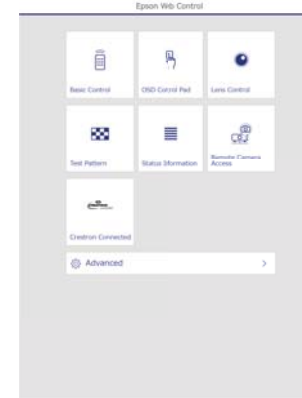 Epson Web Control
Basic Control
OSD Control Pad
Lens Control
Test Pattern
Status Information
Remote Camera
Access
Crestron Connected
Advanced